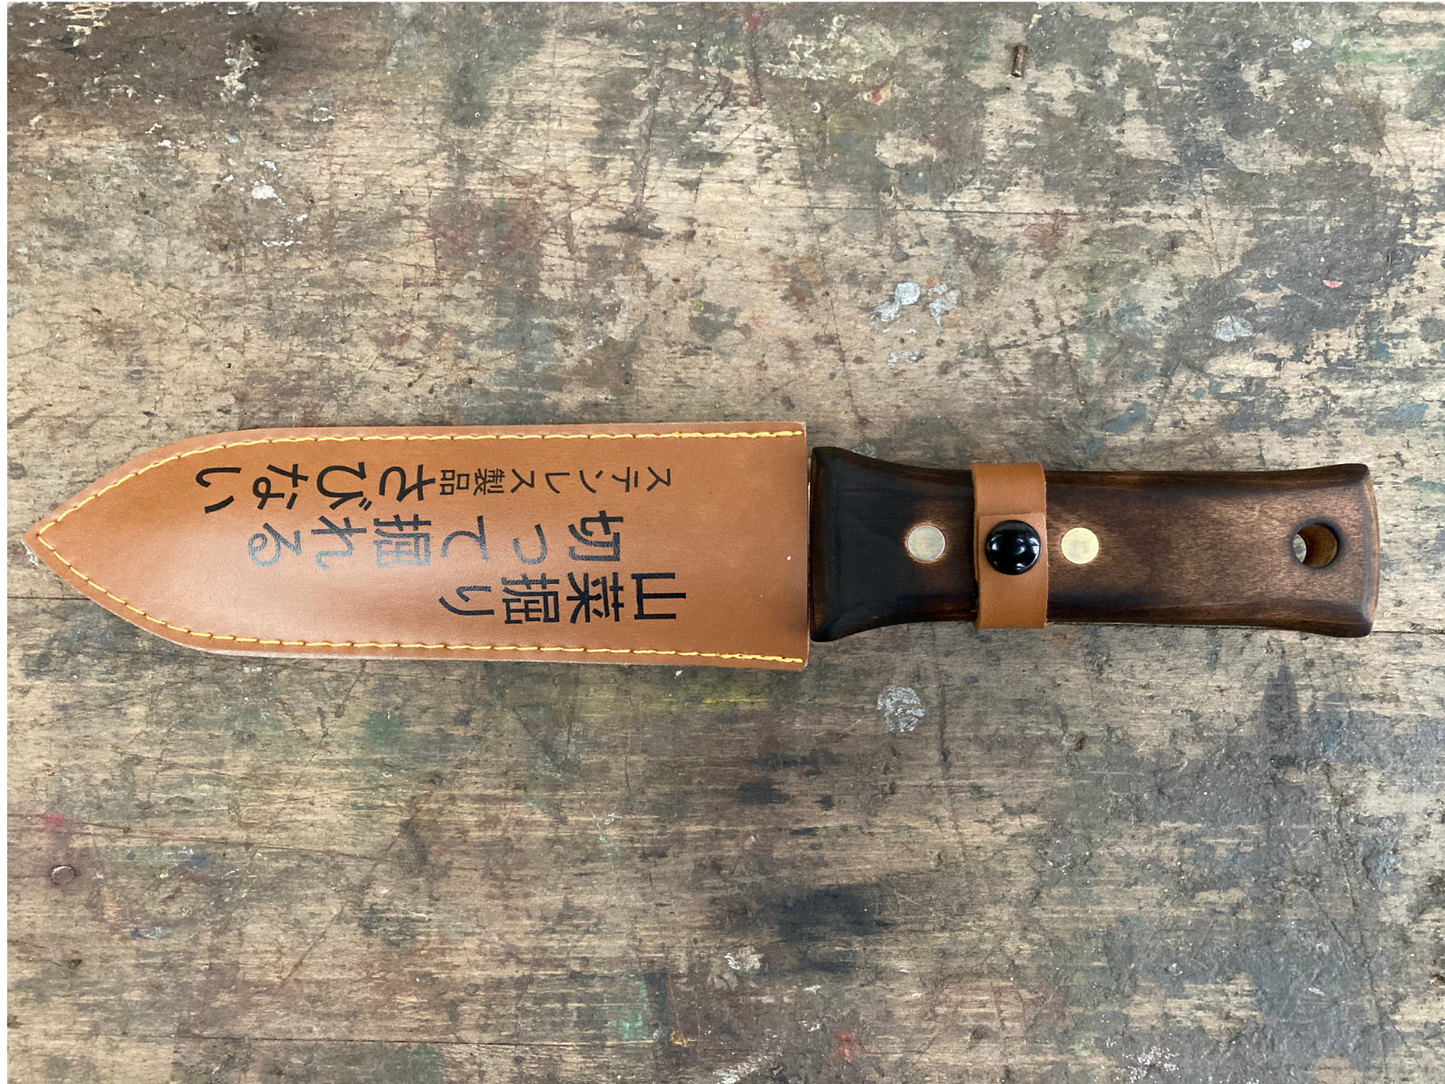 山菜掘り
切って掘れる
ステンレス製品さびない